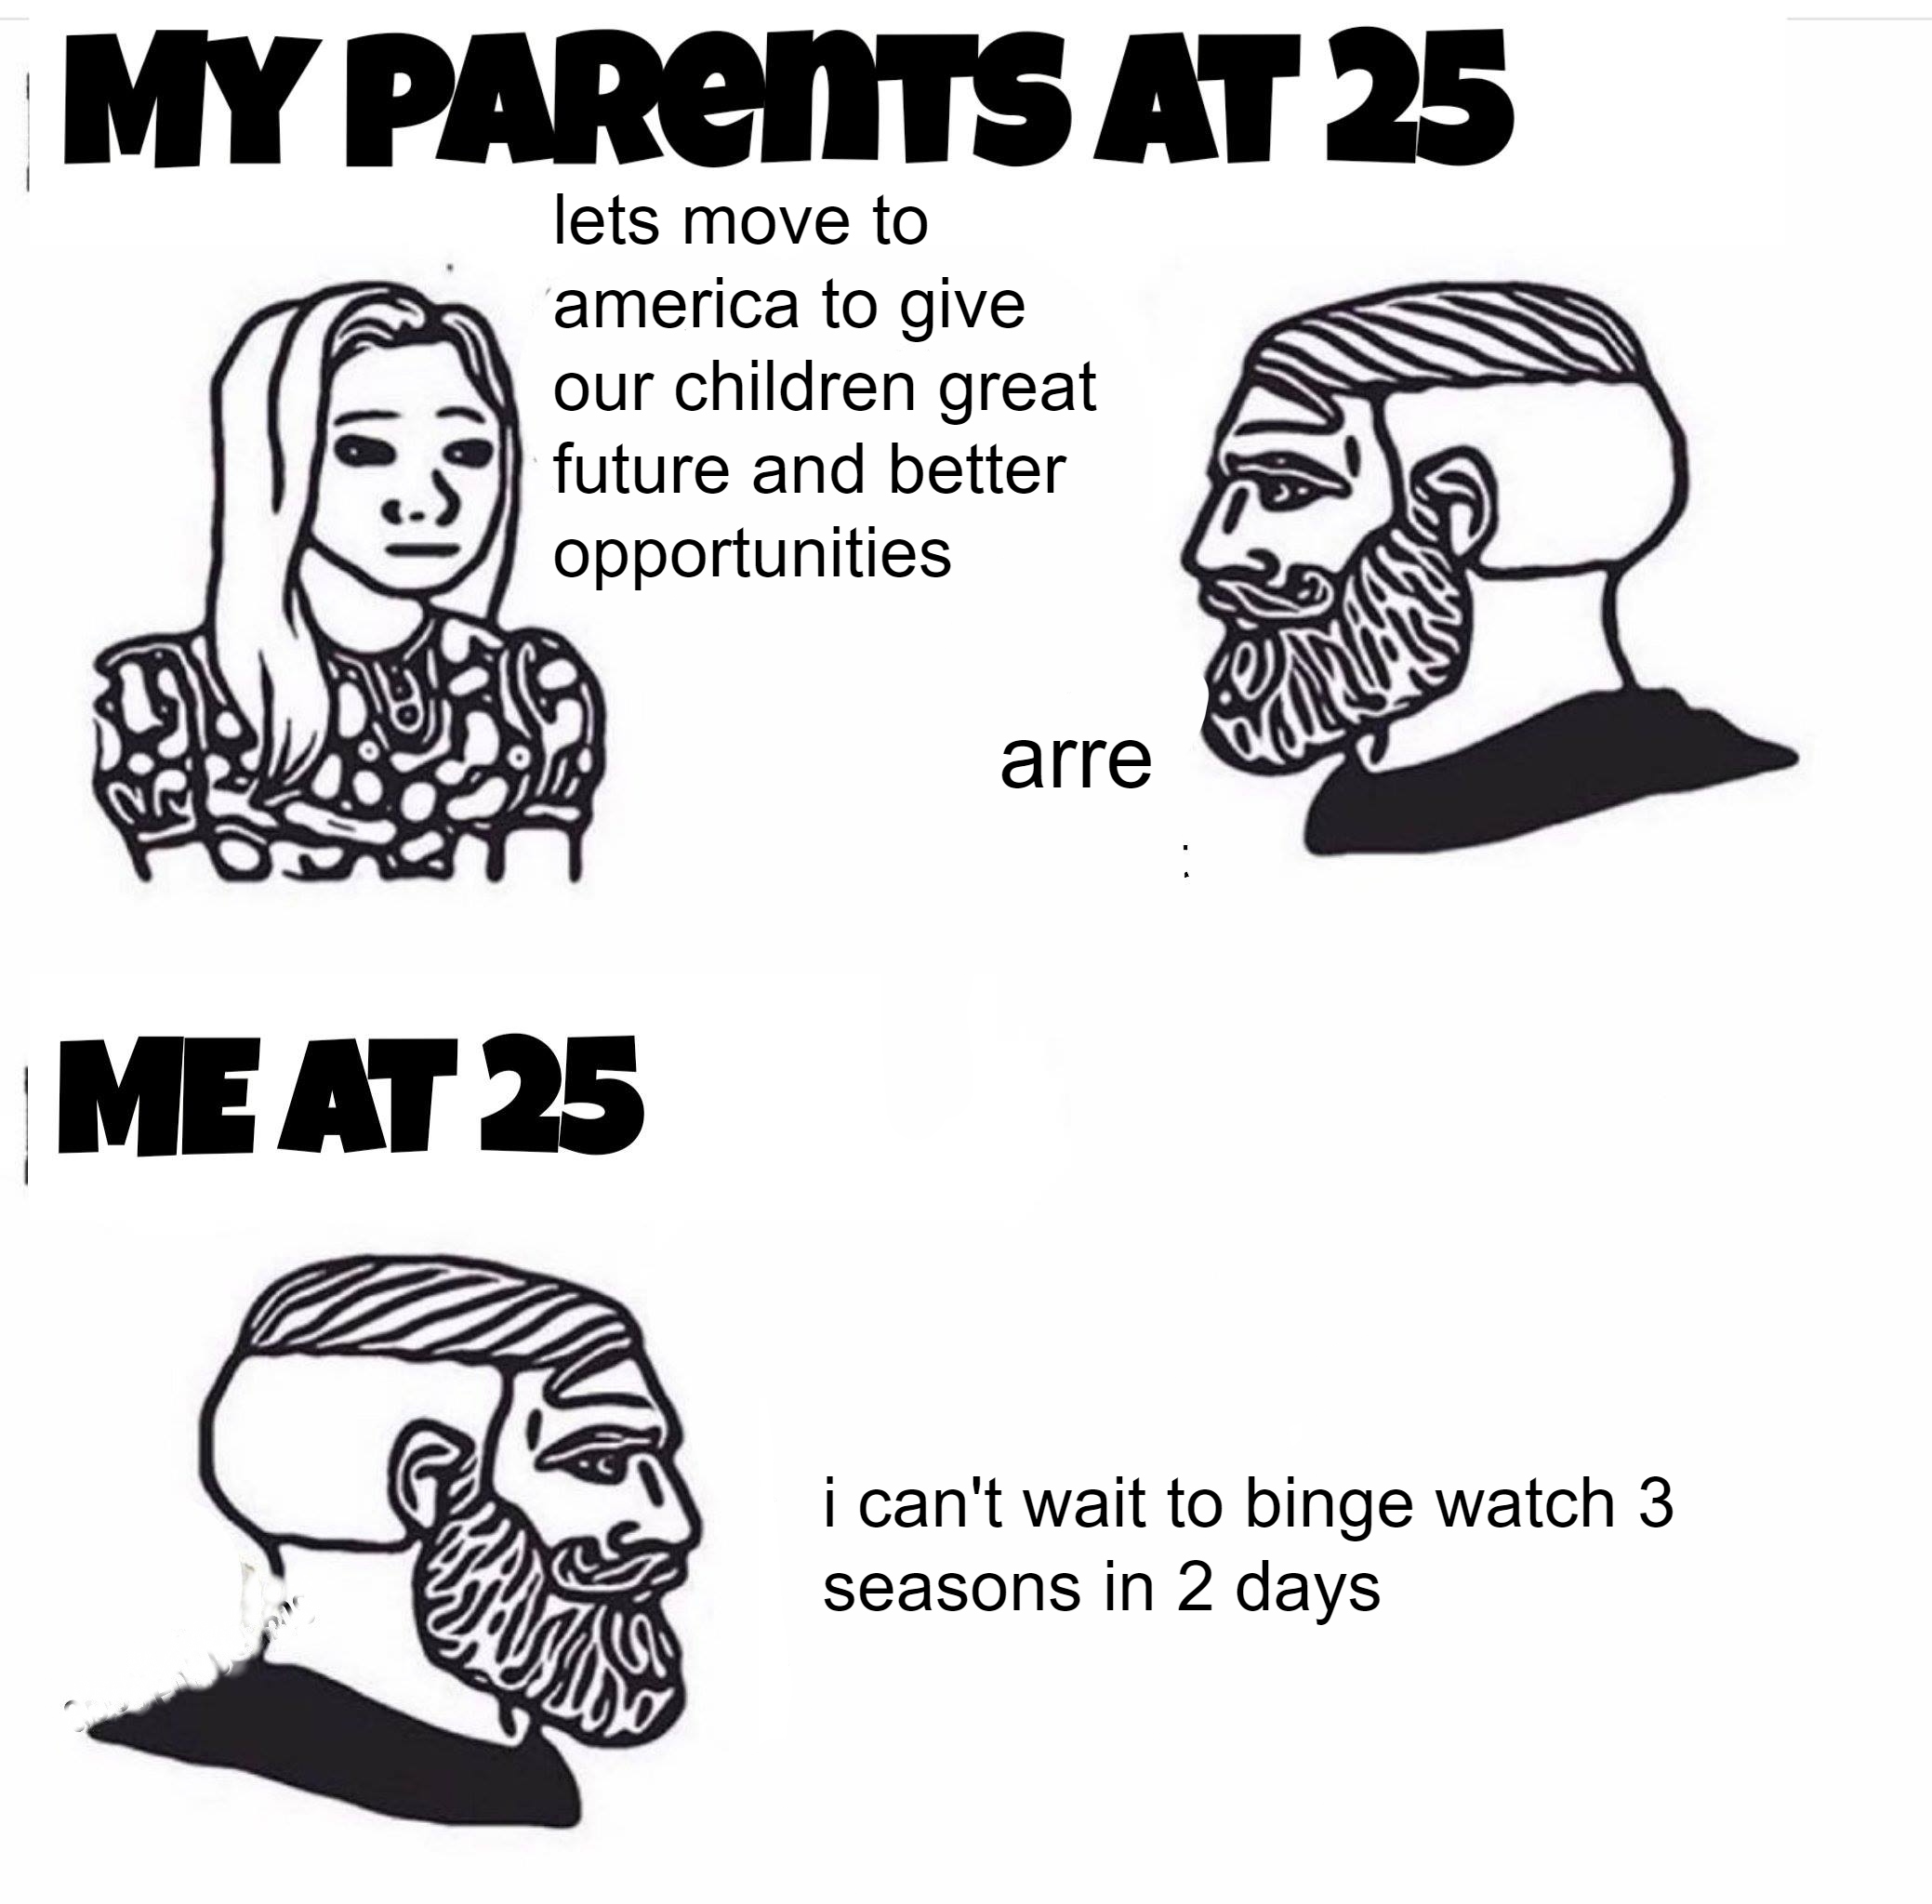 MY PARenTS AT 25
lets move to
america to give
our children great
future and better
opportunities
arre
ME AT 25
i can't wait to binge watch 3
seasons in 2 days